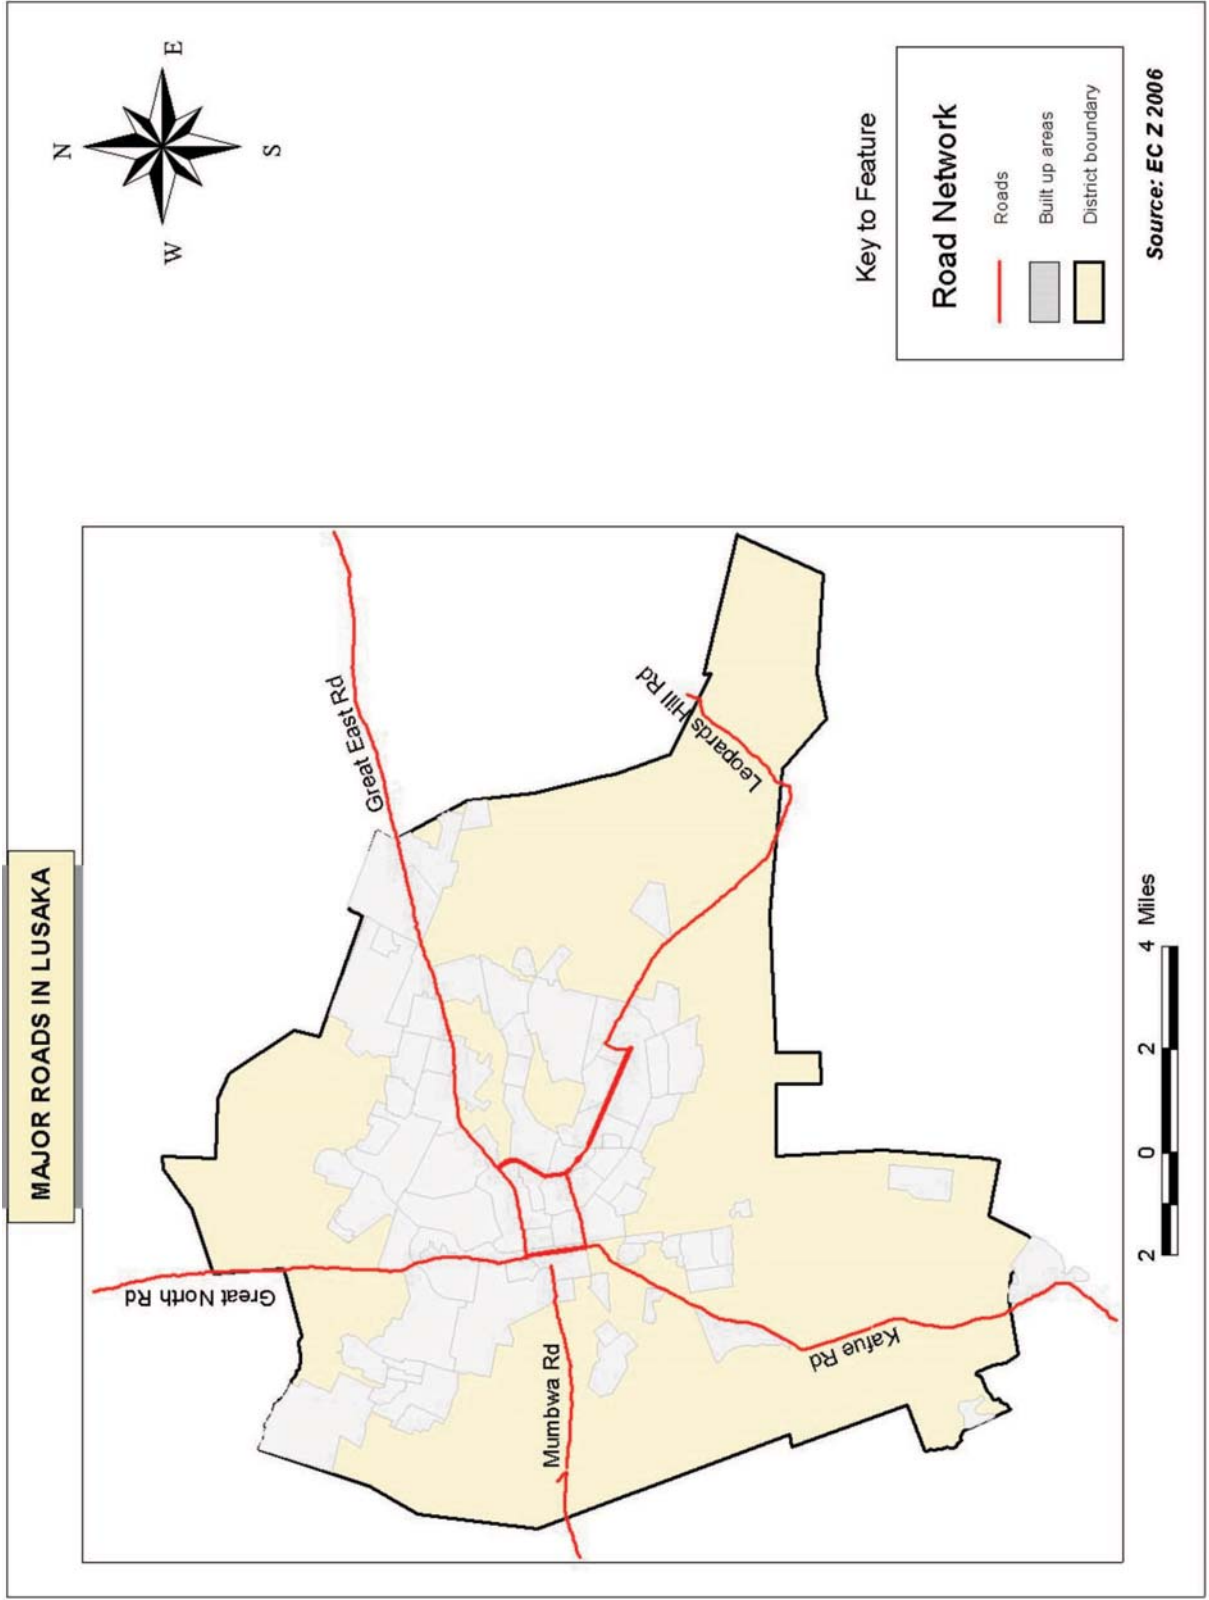 MAJOR ROADS IN LUSAKA
N
W
E
S
Great North Rd
Great East Rd
Mumbwa Rd
Leopards Hill Rd
Kafue Rd
Key to Feature
Road Network
Roads
Built up areas
District boundary
2 0 2 4 Miles
Source: EC Z 2006